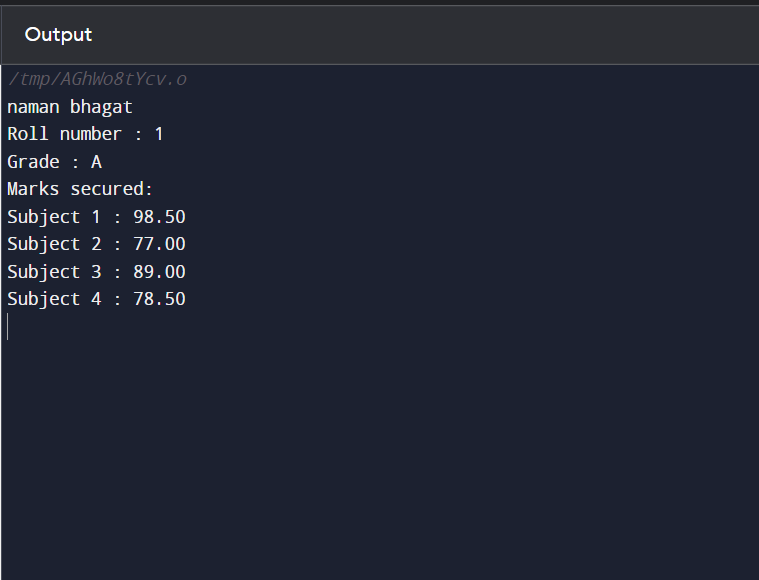 Output
/tmp/AGhWo8tYcv.o
naman bhagat
Roll number : 1
Grade : A
Marks secured:
Subject 1 : 98.50
Subject 2 : 77.00
Subject 3 : 89.00
Subject 4 : 78.50